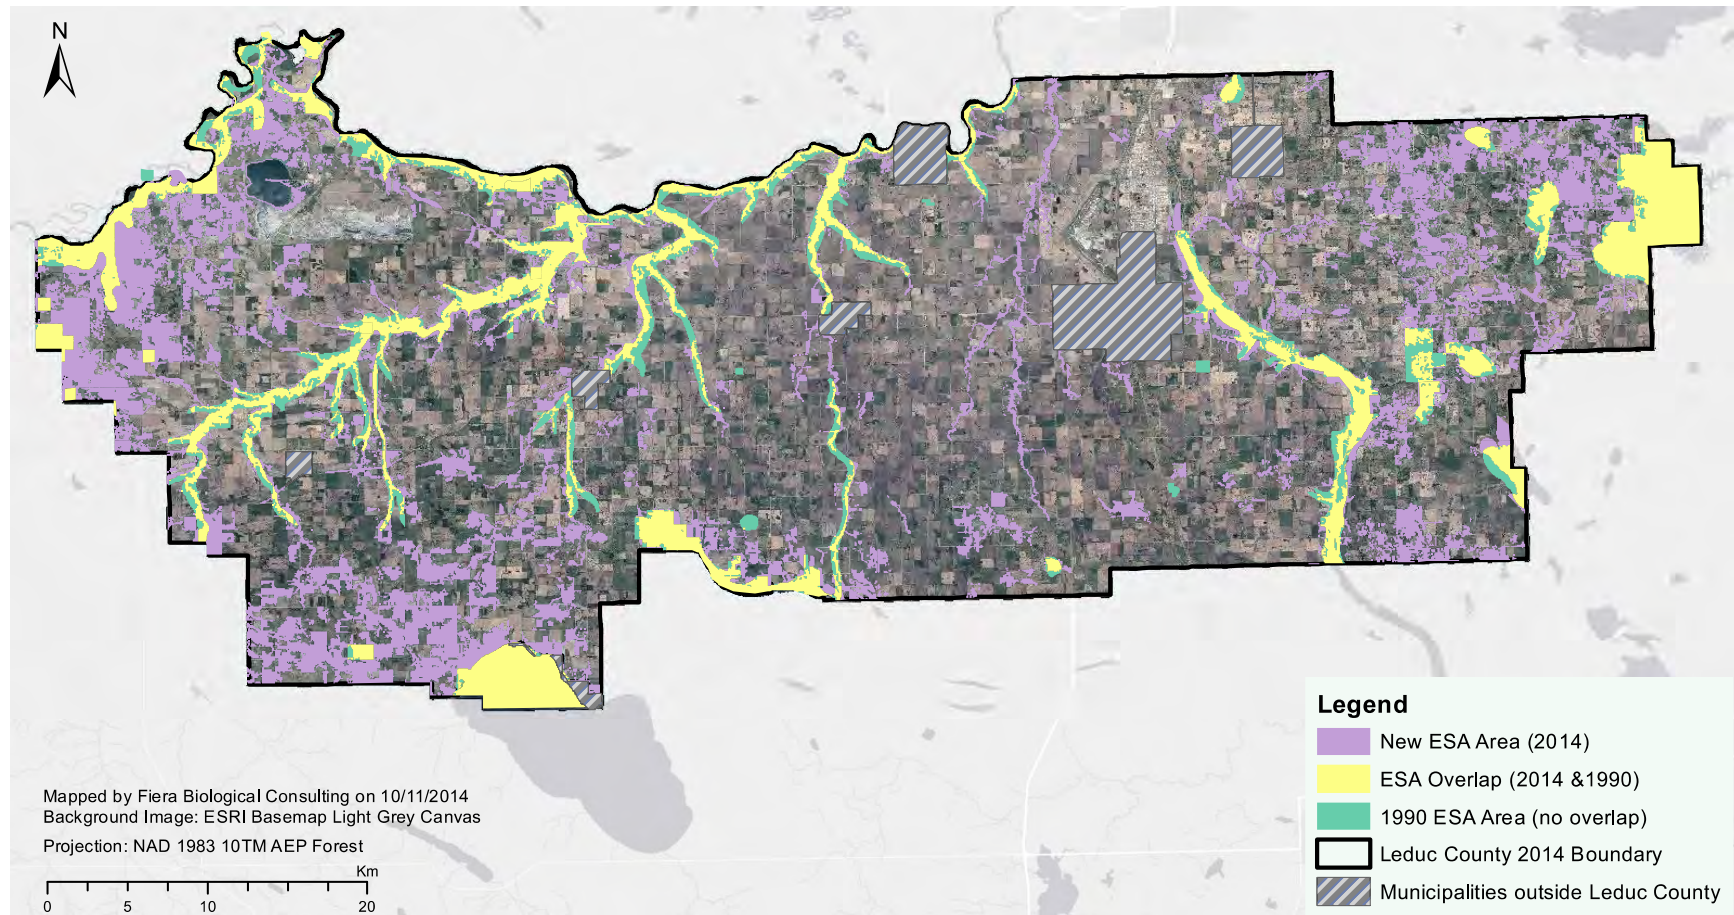 N
Legend
New ESA Area (2014)
ESA Overlap (2014 &1990)
1990 ESA Area (no overlap)
Leduc County 2014 Boundary
Municipalities outside Leduc County
Mapped by Fiera Biological Consulting on 10/11/2014
Background Image: ESRI Basemap Light Grey Canvas
Projection: NAD 1983 10TM AEP Forest
Km
0 5 10 20